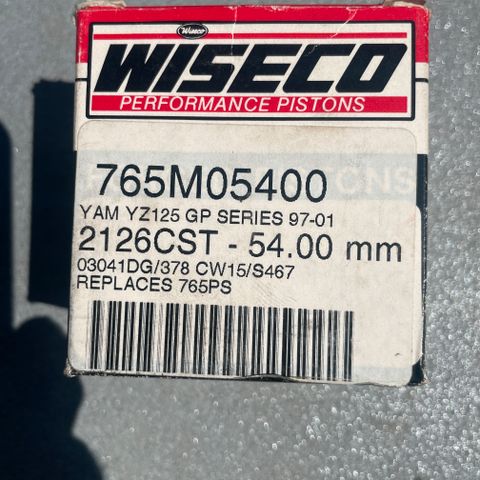 Wiseco
WISECO
PERFORMANCE PISTONS
765M05400
YAM YZ125 GP SERIES 97-01
2126CST - 54.00 mm
03041DG/378 CW15/S467
REPLACES 765PS